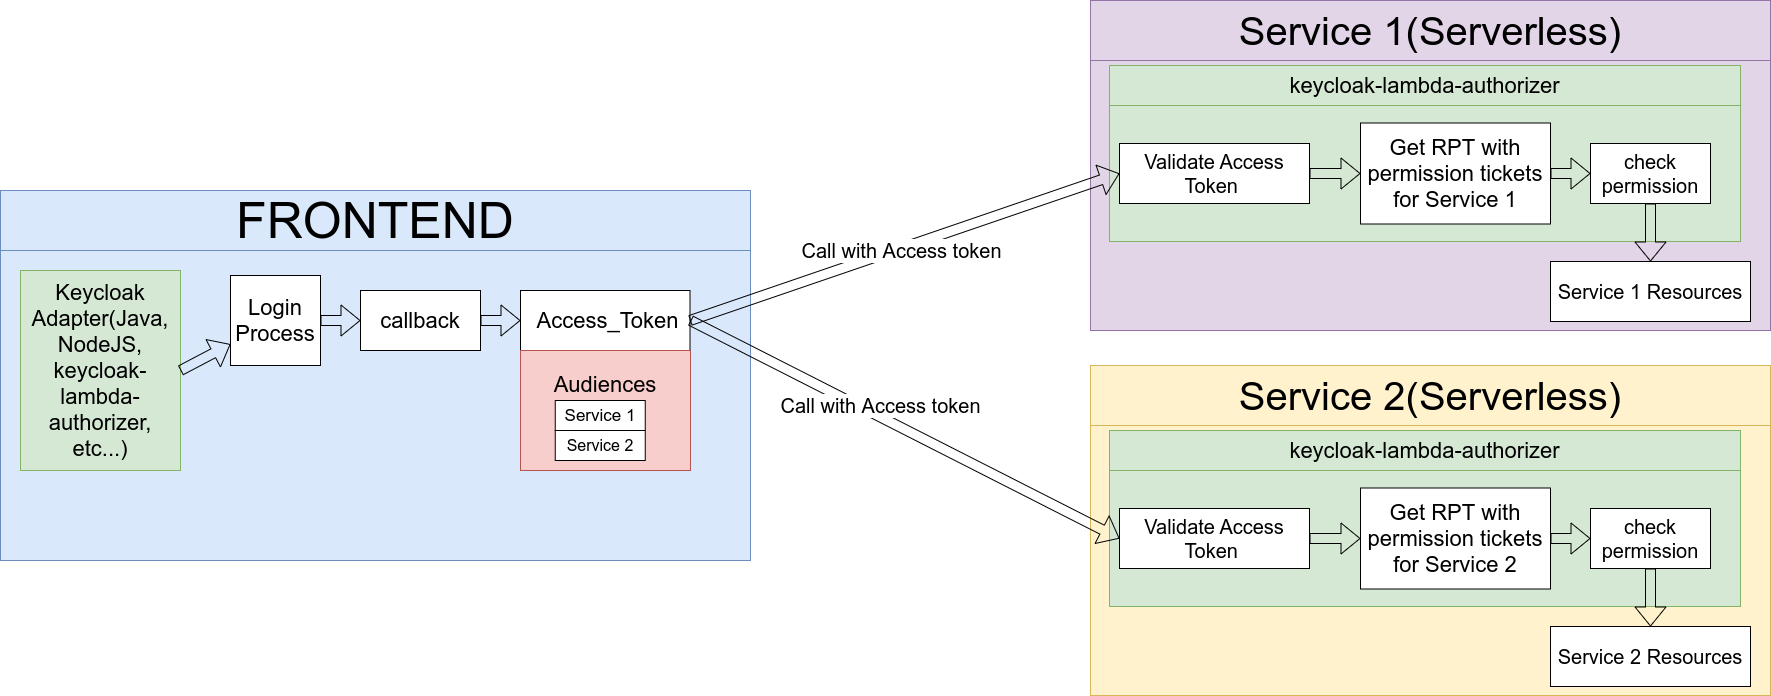 FRONTEND
Keycloak
Adapter(Java,
NodeJS,
keycloak-
lambda-
authorizer,
etc...)
Login
Process
callback
Access_Token
Audiences
Service 1
Service 2
Call with Access token
Call with Access token
Service 1(Serverless)
keycloak-lambda-authorizer
Validate Access
Token
Get RPT with
permission tickets
for Service 1
check
permission
Service 1 Resources
Service 2(Serverless)
keycloak-lambda-authorizer
Validate Access
Token
Get RPT with
permission tickets
for Service 2
check
permission
Service 2 Resources